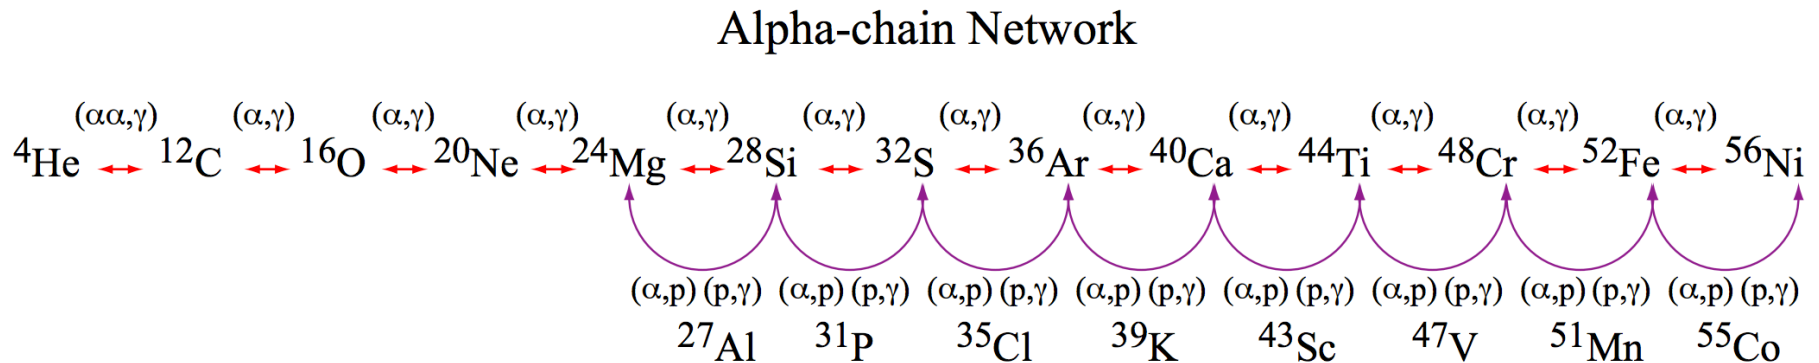 Alpha-chain Network
(αα,γ) (α,γ) (α,γ) (α,γ) (α,γ) (α,γ) (α,γ) (α,γ) (α,γ) (α,γ) (α,γ) (α,γ)
⁴He ¹²C ¹⁶O ²⁰Ne ²⁴Mg ²⁸Si ³²S ³⁶Ar ⁴⁰Ca ⁴⁴Ti ⁴⁸Cr ⁵²Fe ⁵⁶Ni
(α,p) (p,γ) (α,p) (p,γ) (α,p) (p,γ) (α,p) (p,γ) (α,p) (p,γ) (α,p) (p,γ) (α,p) (p,γ) (α,p) (p,γ)
²⁷Al ³¹P ³⁵Cl ³⁹K ⁴³Sc ⁴⁷V ⁵¹Mn ⁵⁵Co